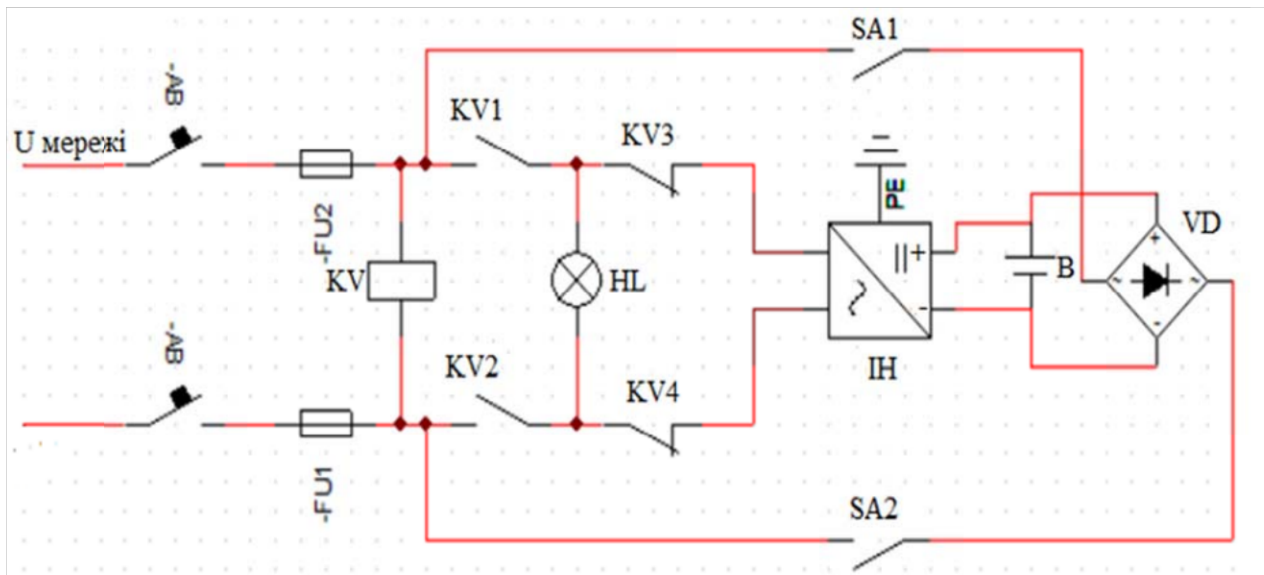 SA1
-AB
KV1
KV3
U мережі
PE
-FU2
VD
KV
HL
B
+
-
+
~
~
-
-AB
KV2
KV4
IH
-FU1
SA2